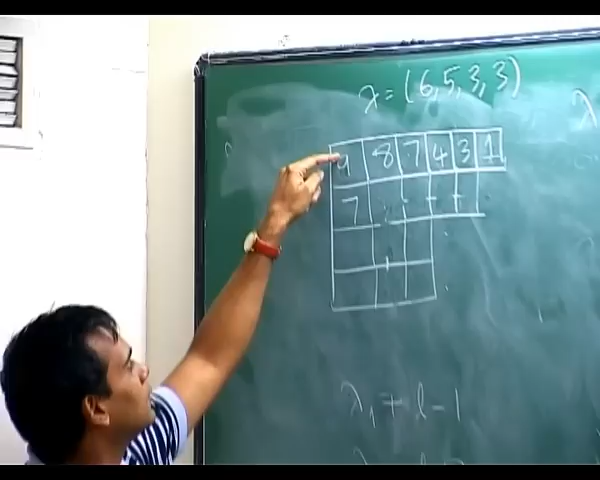 λ = (6,5,3,3)
λ
9 8 7 4 3 1
7
λ₁ + l - 1